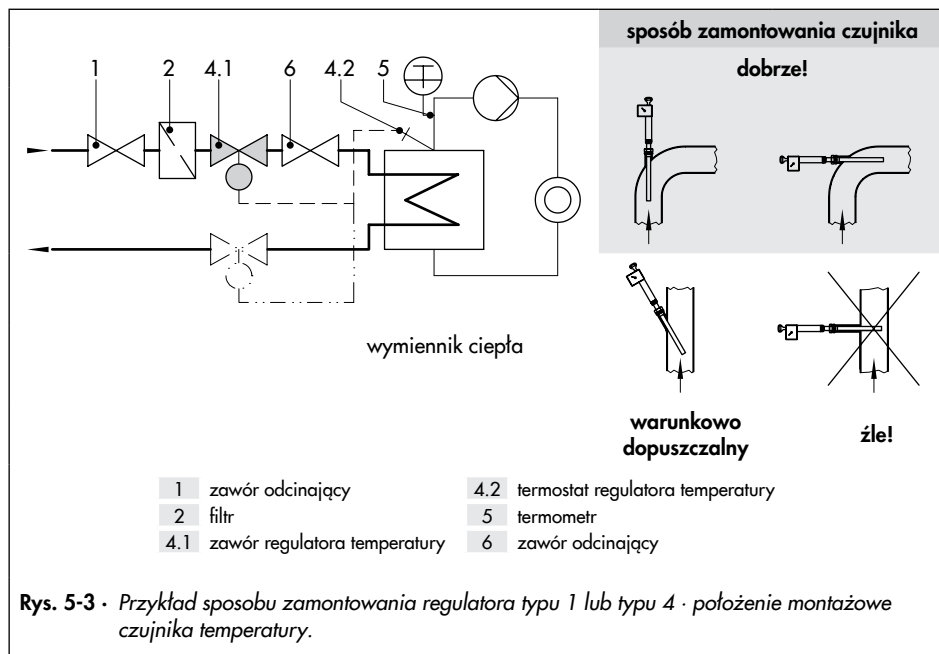 sposób zamontowania czujnika
dobrze!
1 2 4.1 6 4.2 5
wymiennik ciepła
warunkowo
dopuszczalny
źle!
1 zawór odcinający
2 filtr
4.1 zawór regulatora temperatury
4.2 termostat regulatora temperatury
5 termometr
6 zawór odcinający
Rys. 5-3 · Przykład sposobu zamontowania regulatora typu 1 lub typu 4 · położenie montażowe
czujnika temperatury.